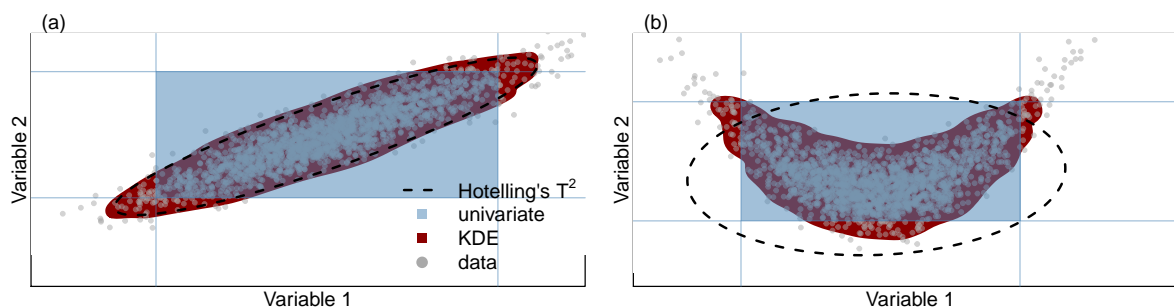 (a)
Variable 2
Hotelling's T²
univariate
KDE
data
Variable 1
(b)
Variable 2
Variable 1